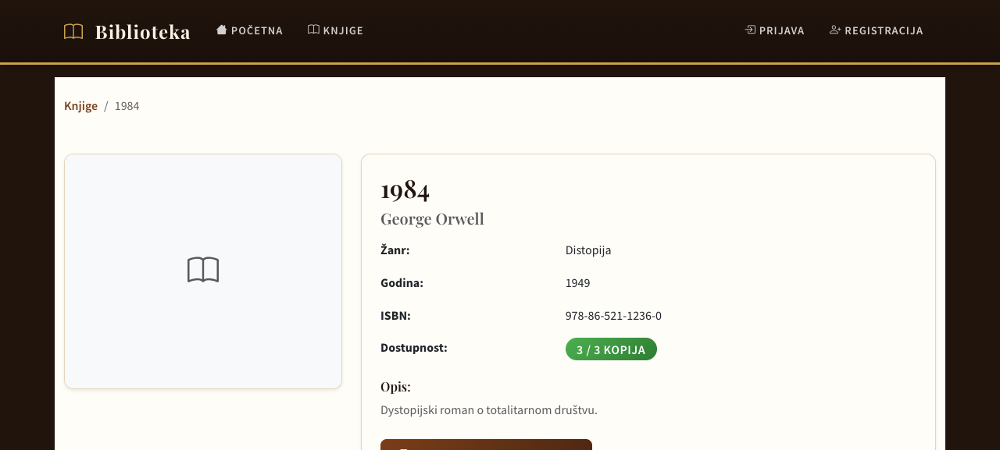 Biblioteka POČETNA KNJIGE PRIJAVA REGISTRACIJA
Knjige / 1984
1984
George Orwell
Žanr: Distopija
Godina: 1949
ISBN: 978-86-521-1236-0
Dostupnost: 3 / 3 KOPIJA
Opis:
Dystopijski roman o totalitarnom društvu.